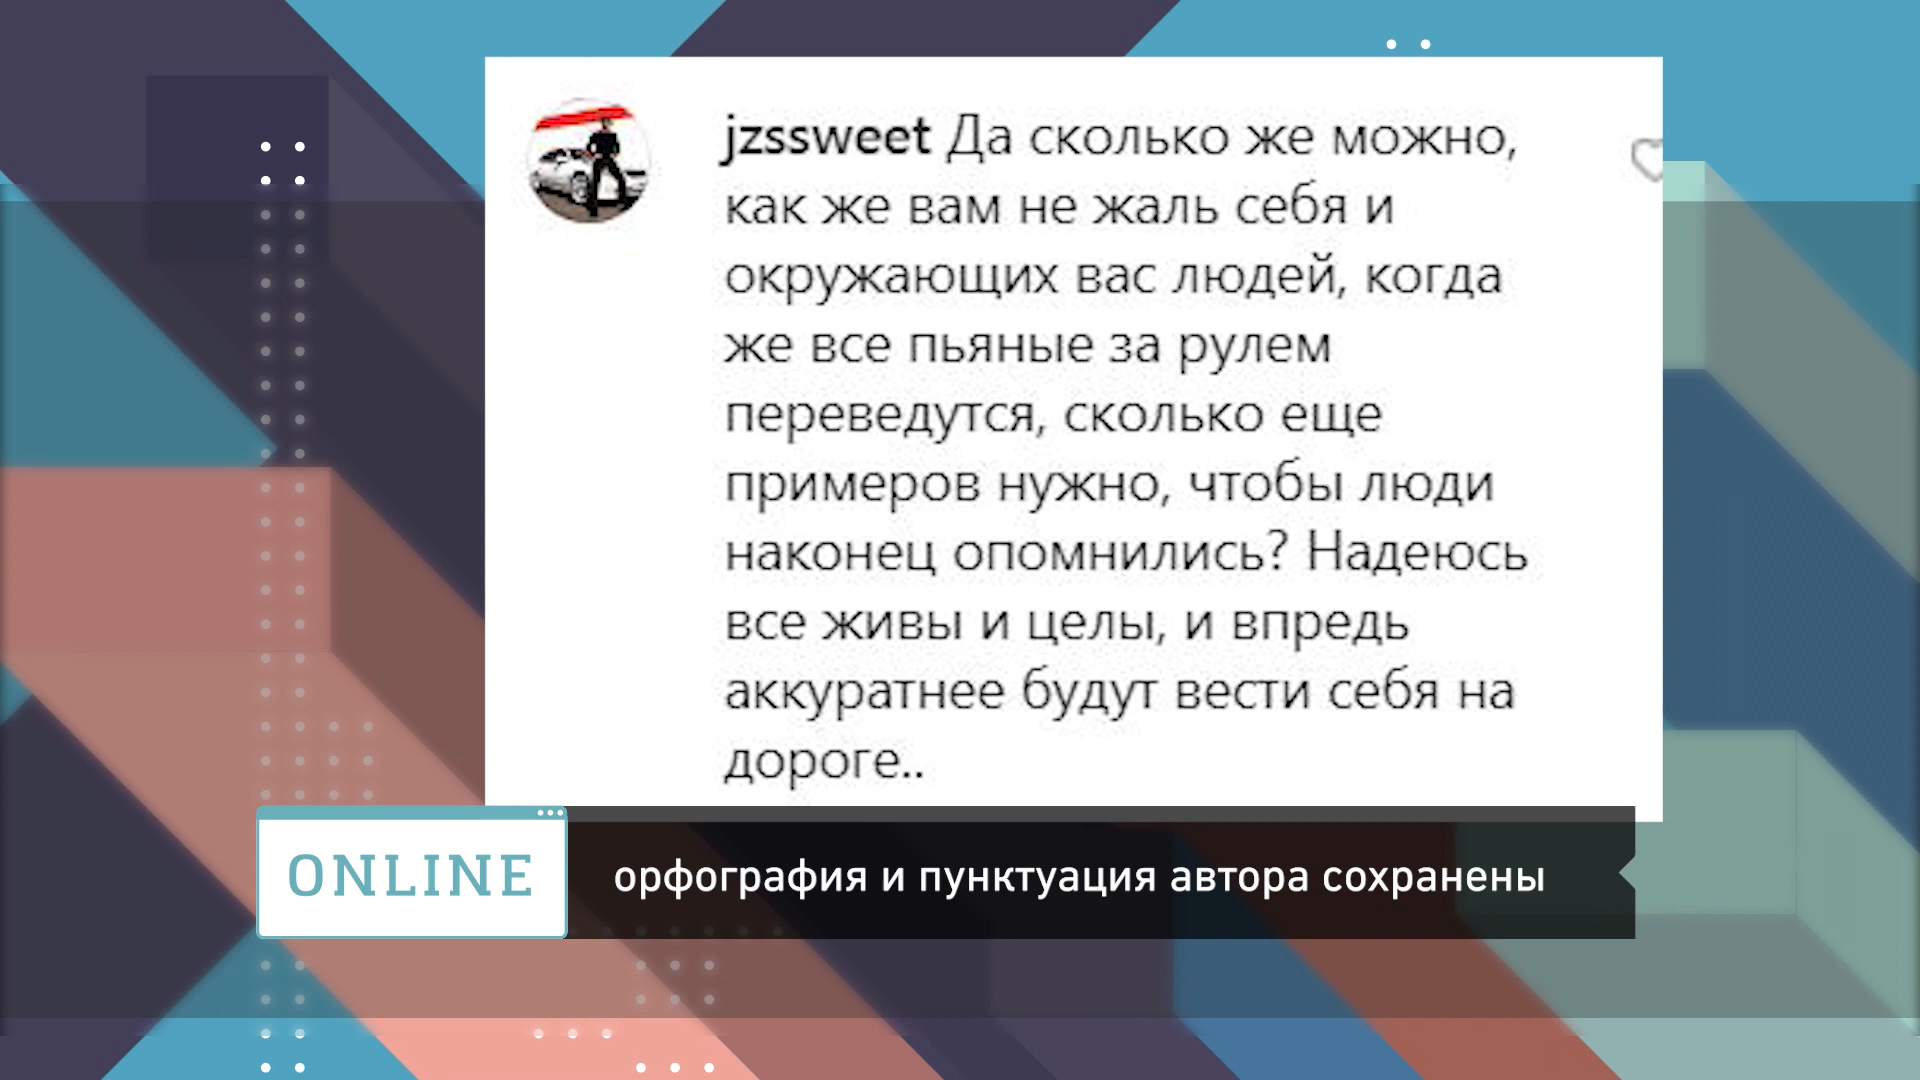 jzssweet Да сколько же можно,
как же вам не жаль себя и
окружающих вас людей, когда
же все пьяные за рулем
переведутся, сколько еще
примеров нужно, чтобы люди
наконец опомнились? Надеюсь
все живы и целы, и впредь
аккуратнее будут вести себя на
дороге..
ONLINE
орфография и пунктуация автора сохранены